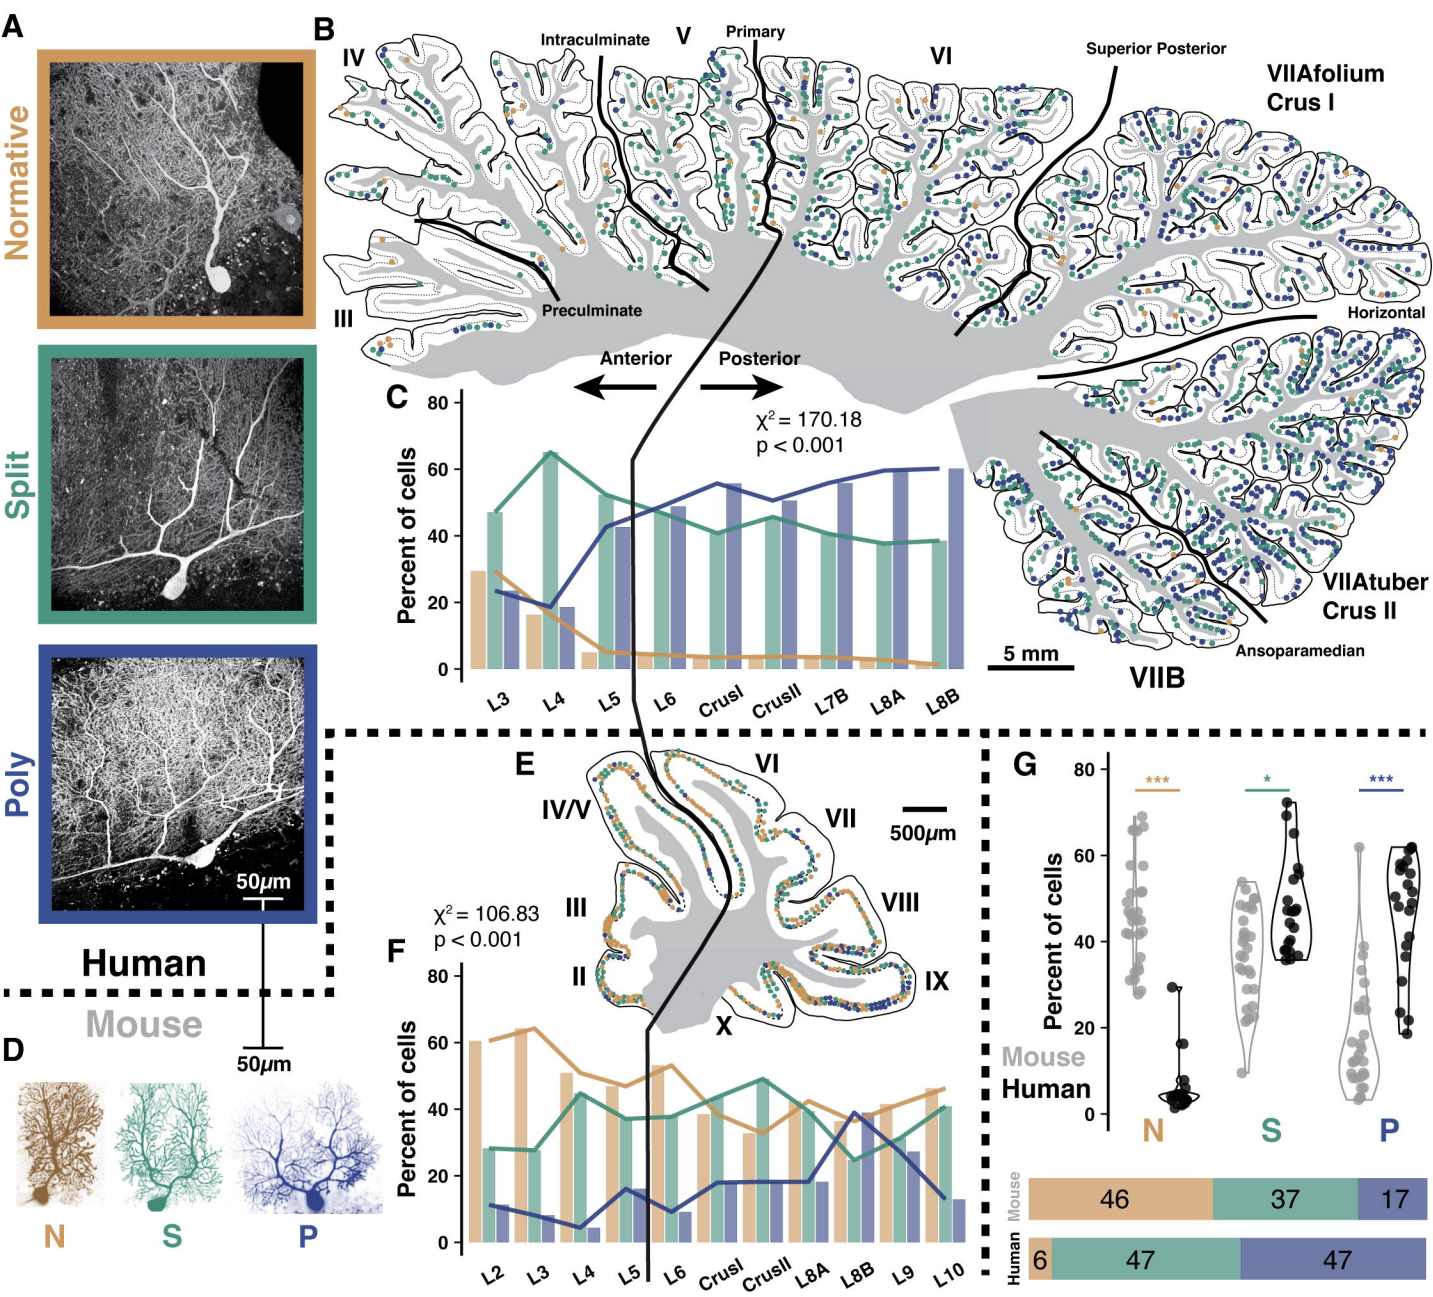 A
Normative
Split
Poly
50µm
Human
Mouse
50µm
B
IV
Intraculminate
V
Primary
VI
Superior Posterior
VIIAfolium
Crus I
Preculminate
III
Horizontal
Anterior
Posterior
VIIAtuber
Crus II
Ansoparamedian
VIIB
5 mm
C
χ² = 170.18
p < 0.001
Percent of cells
80
60
40
20
0
L3 L4 L5 L6 CrusI CrusII L7B L8A L8B
D
N S P
E
VI
IV/V
VII
500µm
III
VIII
II
IX
X
F
χ² = 106.83
p < 0.001
Percent of cells
80
60
40
20
0
L2 L3 L4 L5 L6 CrusI CrusII L8A L8B L9 L10
G
Percent of cells
80
60
40
20
0
*** * ***
Mouse
Human
N S P
Mouse 46 37 17
Human 6 47 47